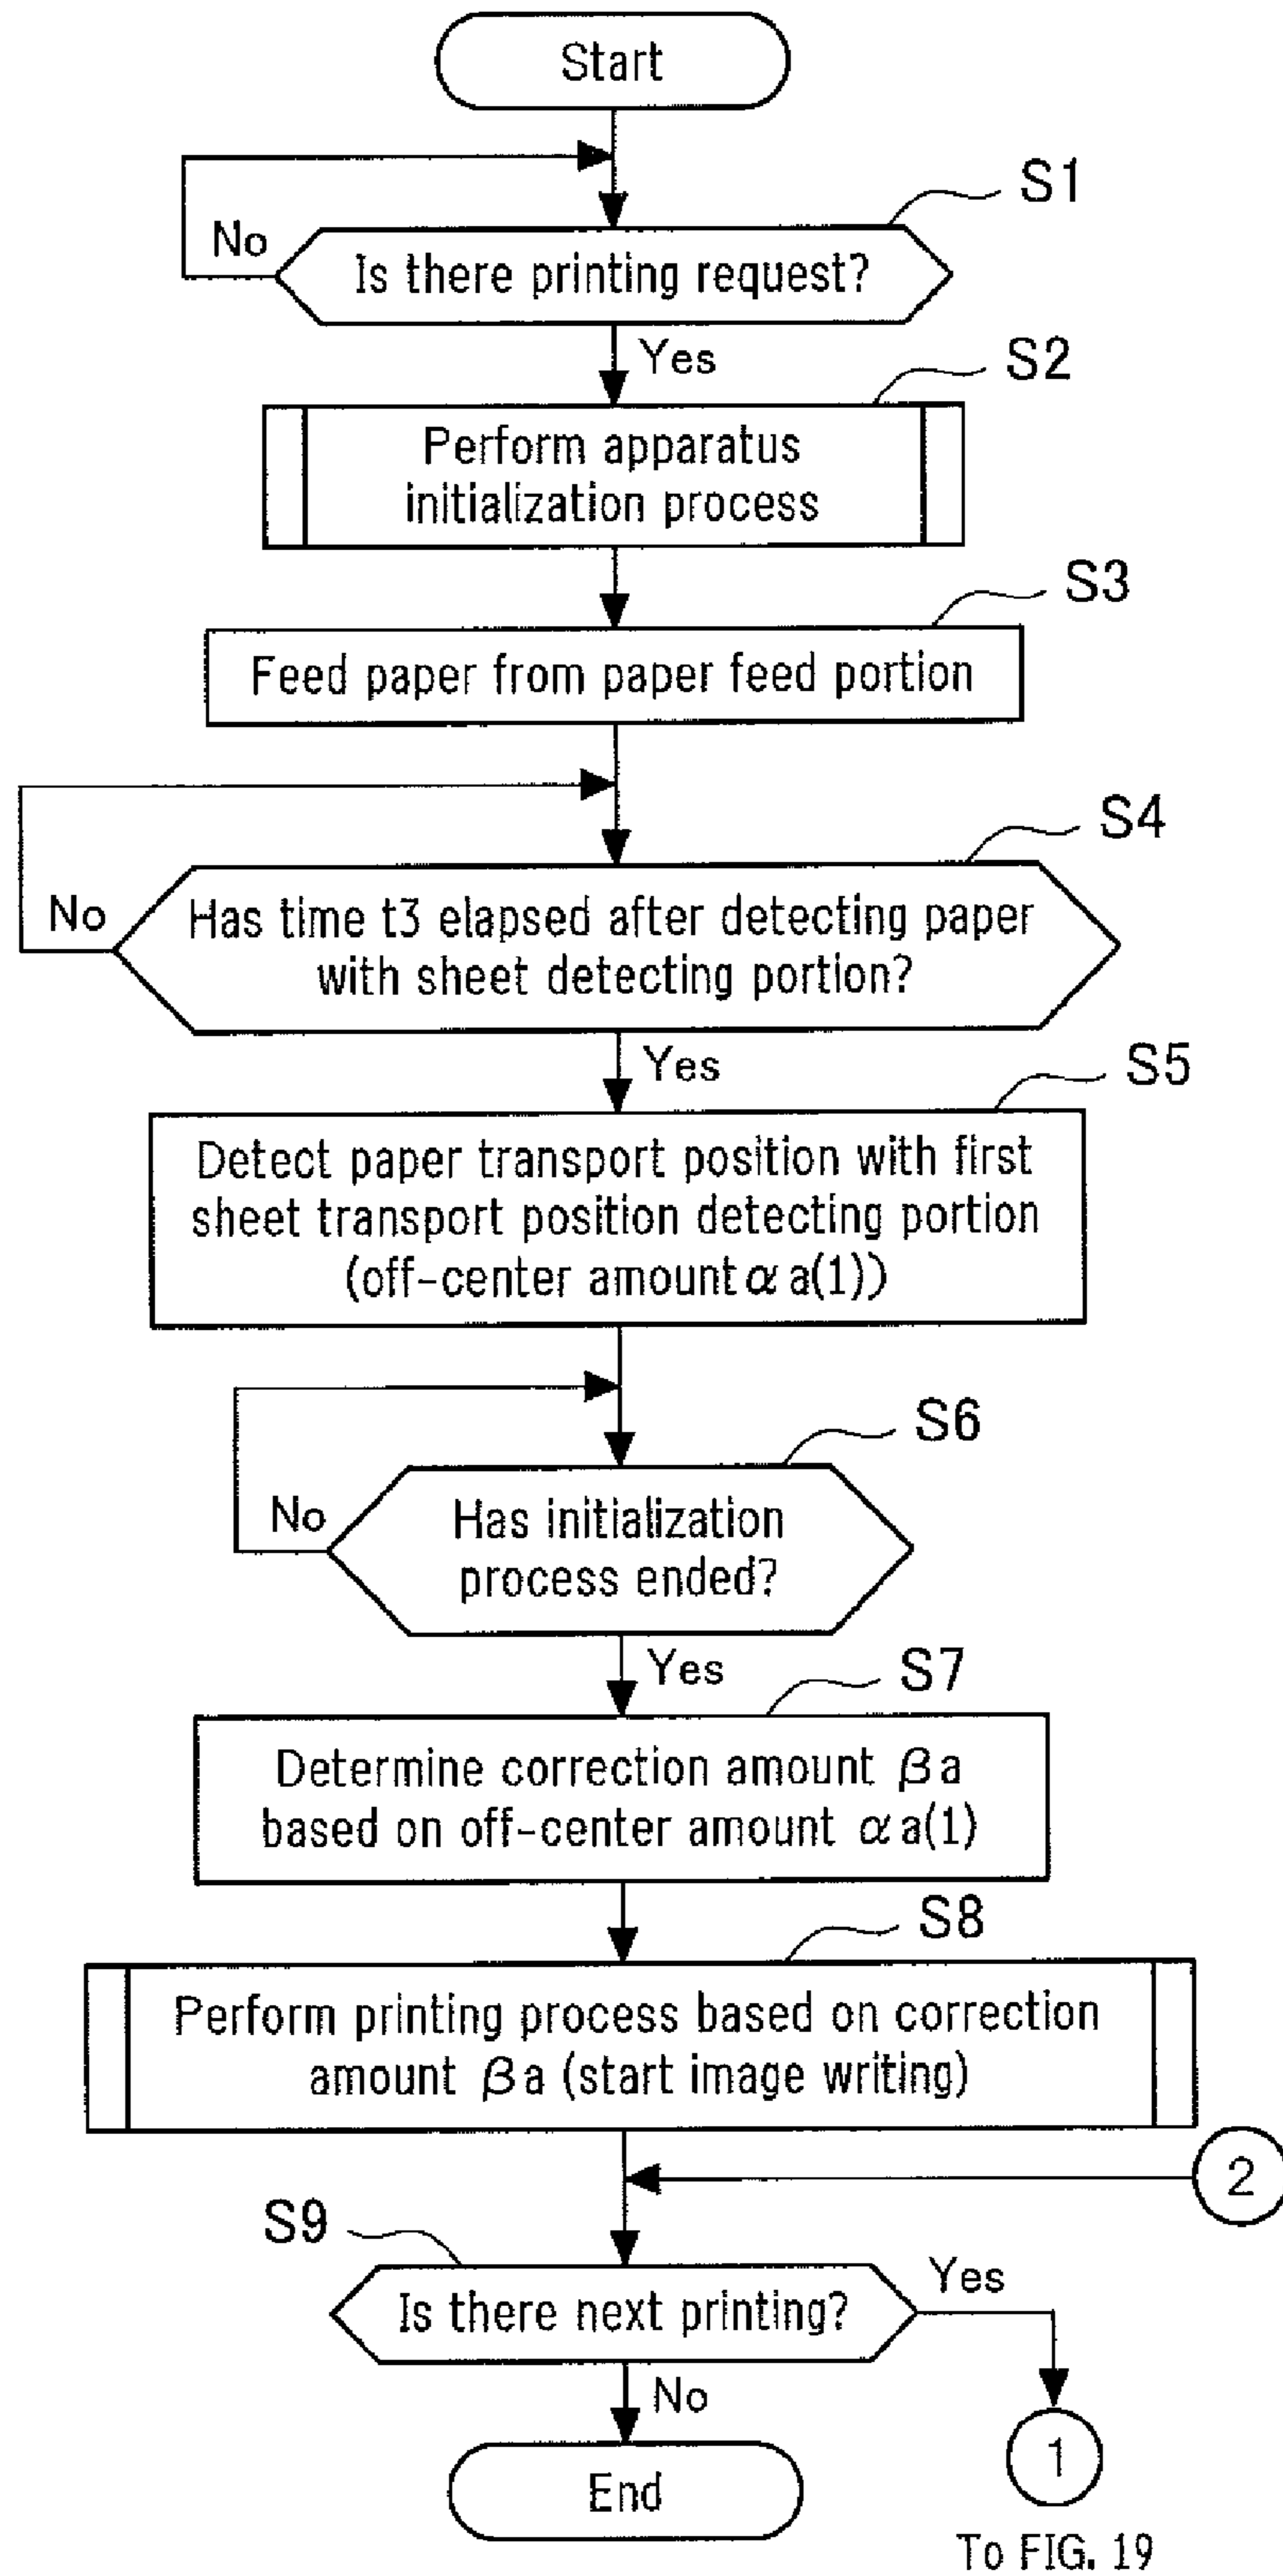 Start
S1
No
Is there printing request?
Yes
S2
Perform apparatus
initialization process
S3
Feed paper from paper feed portion
S4
No
Has time t3 elapsed after detecting paper
with sheet detecting portion?
Yes
S5
Detect paper transport position with first
sheet transport position detecting portion
(off-center amount α a(1))
S6
No
Has initialization
process ended?
Yes
S7
Determine correction amount β a
based on off-center amount α a(1)
S8
Perform printing process based on correction
amount β a (start image writing)
2
S9
Yes
Is there next printing?
No
1
End
To FIG. 19